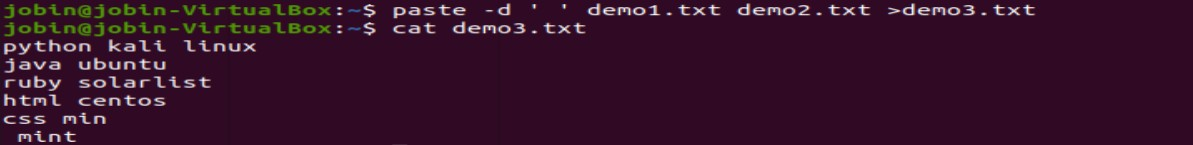 jobin@jobin-VirtualBox:~$ paste -d ' ' demo1.txt demo2.txt >demo3.txt
jobin@jobin-VirtualBox:~$ cat demo3.txt
python kali linux
java ubuntu
ruby solarlist
html centos
css min
 mint